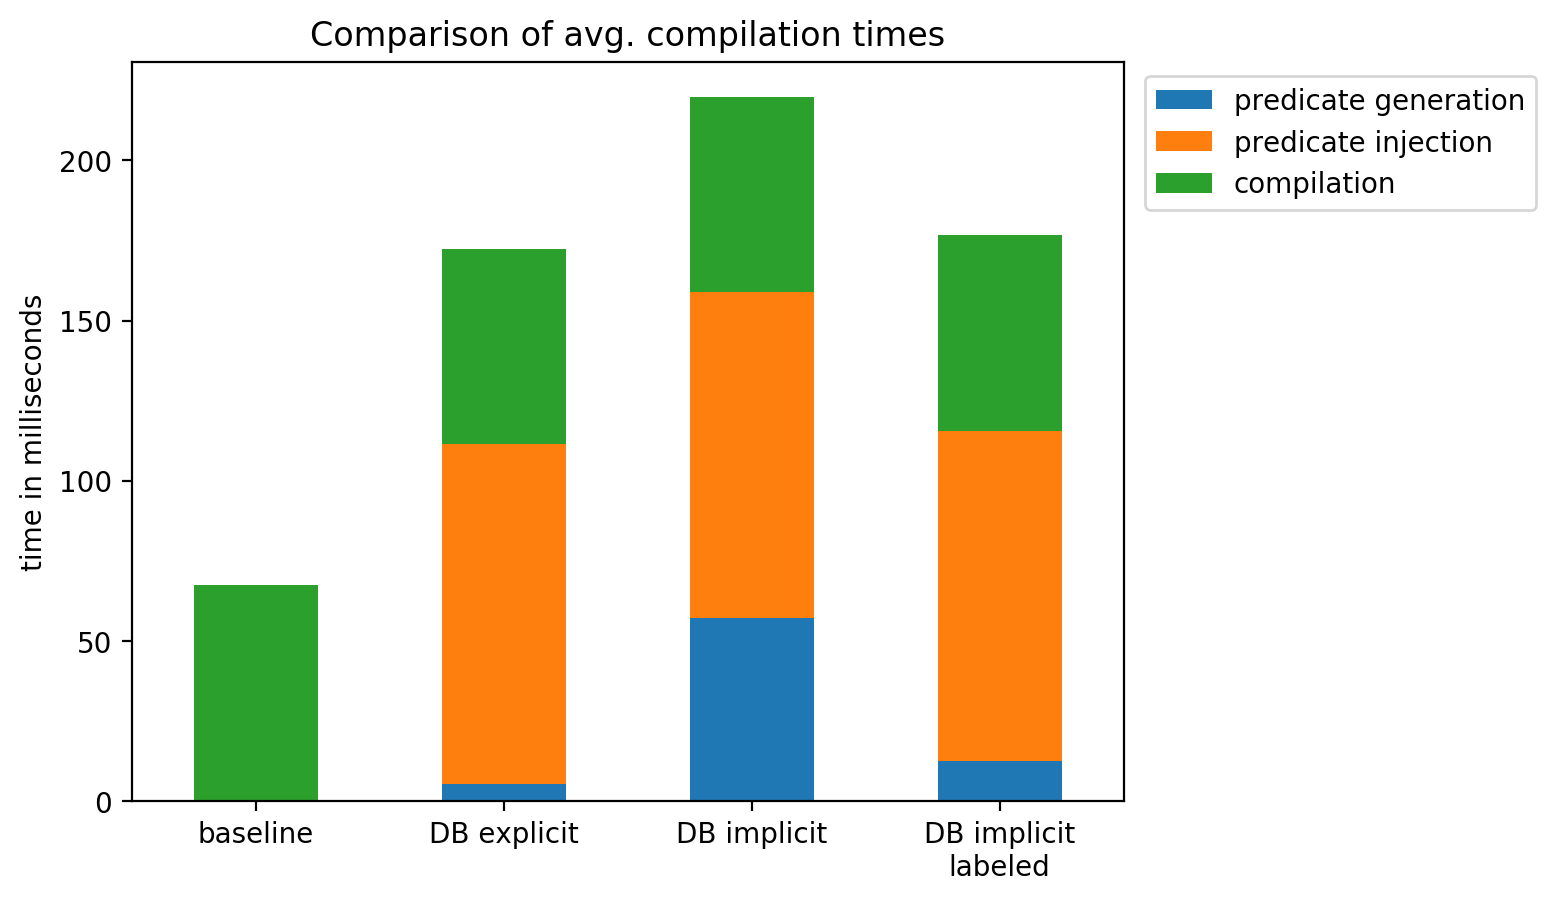 Comparison of avg. compilation times
time in milliseconds
200
150
100
50
0
baseline
DB explicit
DB implicit
DB implicit
labeled
predicate generation
predicate injection
compilation